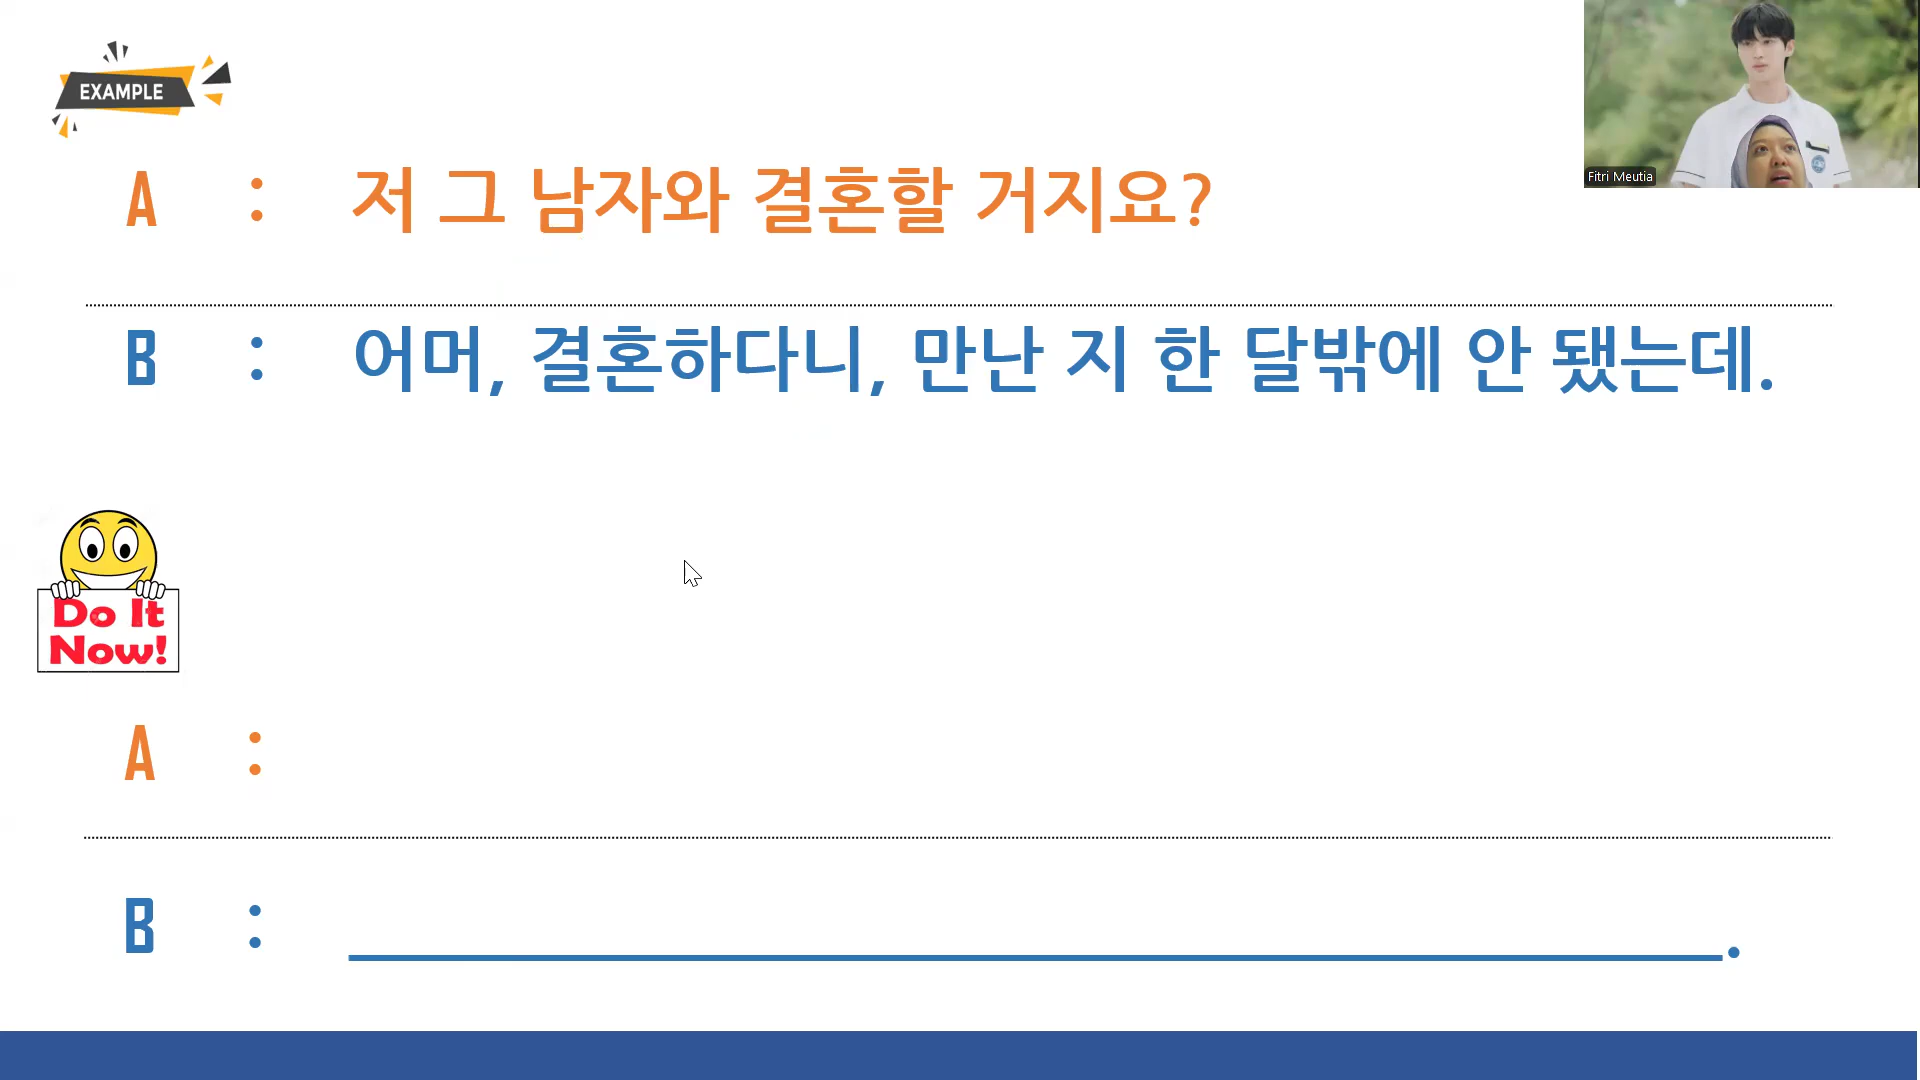 EXAMPLE
Fitri Meutia
A : 저 그 남자와 결혼할 거지요?
B : 어머, 결혼하다니, 만난 지 한 달밖에 안 됐는데.
Do It
Now!
A :
B : .